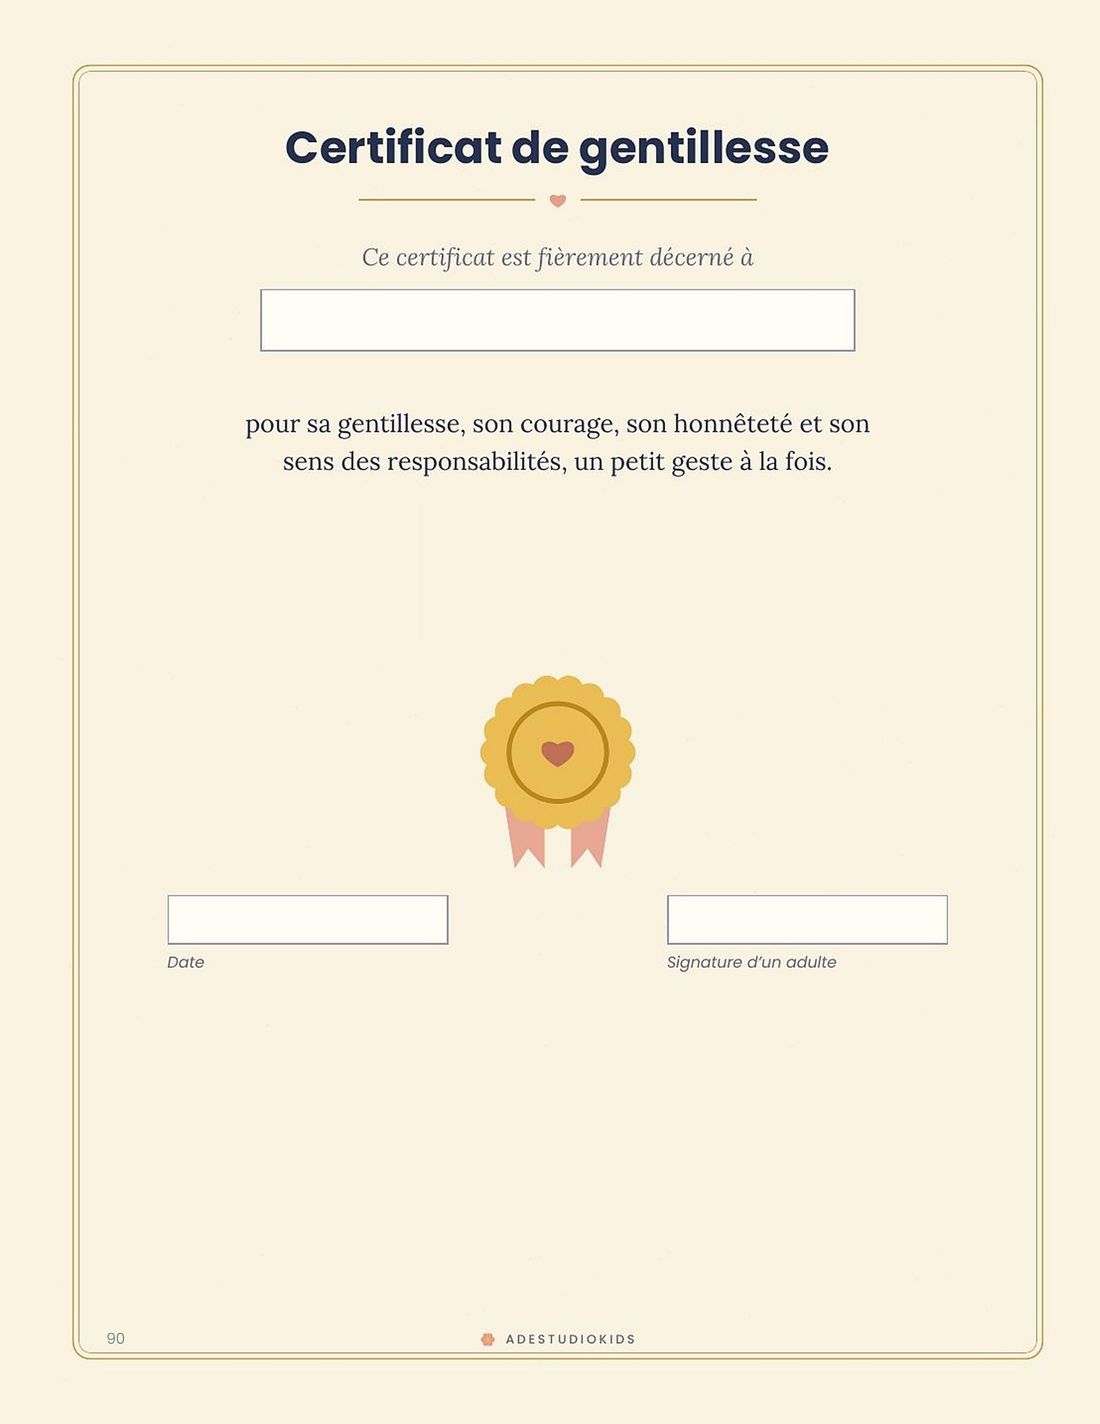 Certificat de gentillesse
Ce certificat est fièrement décerné à
pour sa gentillesse, son courage, son honnêteté et son
sens des responsabilités, un petit geste à la fois.
Date
Signature d’un adulte
90
ADESTUDIOKIDS